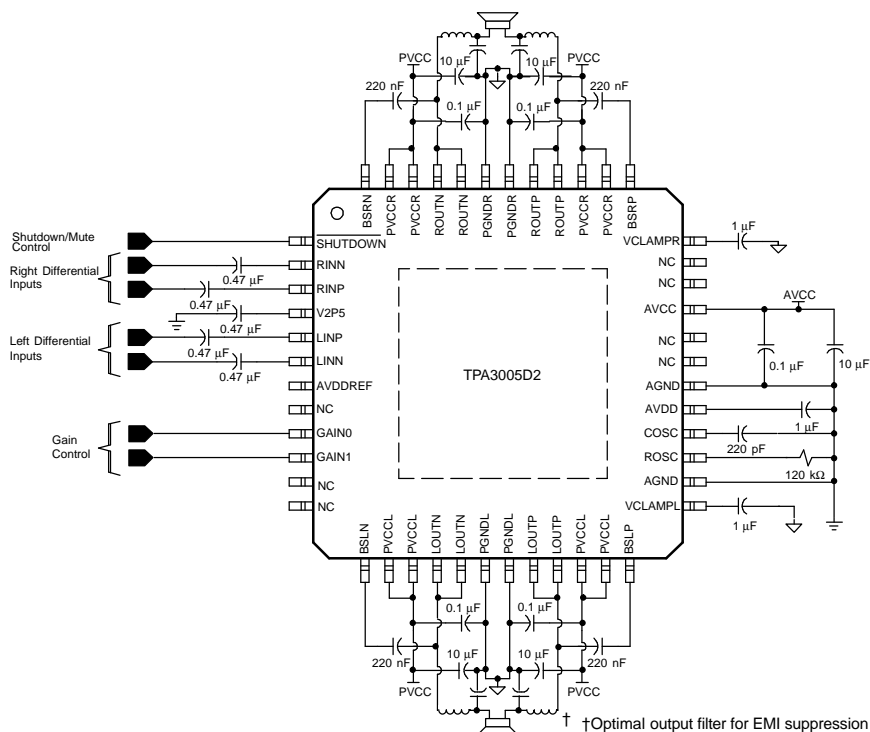 PVCC
PVCC
10 µF
10 µF
220 nF
220 nF
0.1 µF
0.1 µF
BSRN
PVCCR
PVCCR
ROUTN
ROUTN
PGNDR
PGNDR
ROUTP
ROUTP
PVCCR
PVCCR
BSRP
Shutdown/Mute
Control
Right Differential
Inputs
Left Differential
Inputs
Gain
Control
0.47 µF
0.47 µF
0.47 µF
0.47 µF
0.47 µF
SHUTDOWN
RINN
RINP
V2P5
LINP
LINN
AVDDREF
NC
GAIN0
GAIN1
NC
NC
TPA3005D2
VCLAMPR
NC
NC
AVCC
NC
NC
AGND
AVDD
COSC
ROSC
AGND
VCLAMPL
1 µF
AVCC
0.1 µF
10 µF
1 µF
220 pF
120 kΩ
1 µF
BSLN
PVCCL
PVCCL
LOUTN
LOUTN
PGNDL
PGNDL
LOUTP
LOUTP
PVCCL
PVCCL
BSLP
0.1 µF
0.1 µF
220 nF
10 µF
10 µF
220 nF
PVCC
PVCC
† †Optimal output filter for EMI suppression